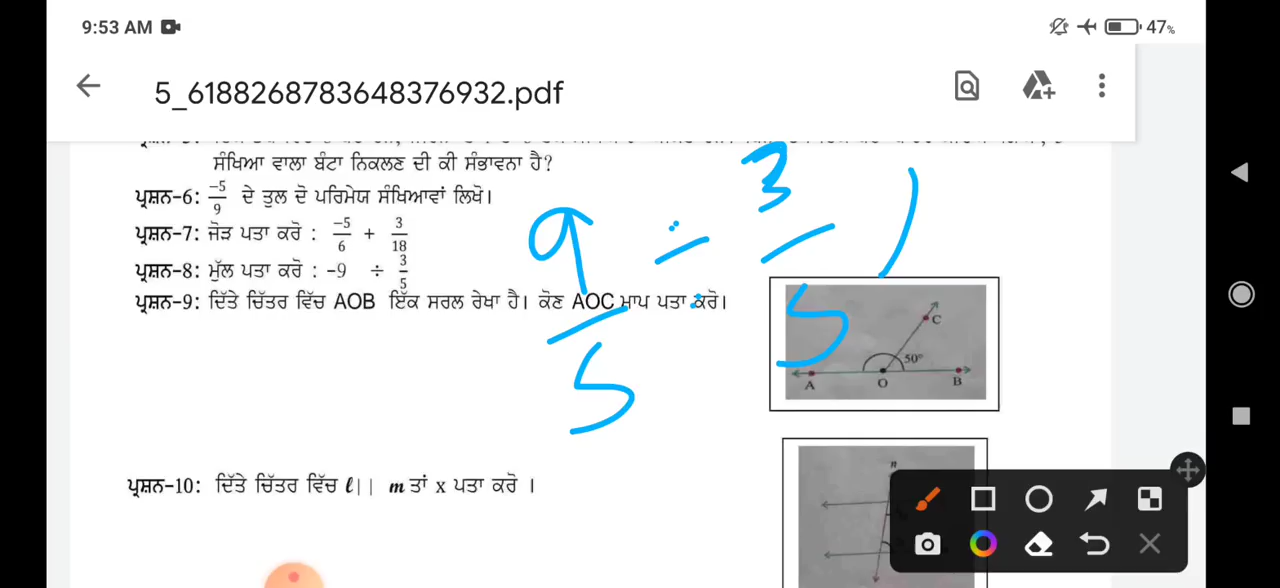 9:53 AM
47%
5_6188268783648376932.pdf
ਸੰਖਿਆ ਵਾਲਾ ਬੰਟਾ ਨਿਕਲਣ ਦੀ ਕੀ ਸੰਭਾਵਨਾ ਹੈ?
ਪ੍ਰਸ਼ਨ-6: -5/9 ਦੇ ਤੁਲ ਦੋ ਪਰਿਮੇਯ ਸੰਖਿਆਵਾਂ ਲਿਖੋ।
ਪ੍ਰਸ਼ਨ-7: ਜੋੜ ਪਤਾ ਕਰੋ : -5/6 + 3/18
ਪ੍ਰਸ਼ਨ-8: ਮੁੱਲ ਪਤਾ ਕਰੋ : -9 ÷ 3/5
ਪ੍ਰਸ਼ਨ-9: ਦਿੱਤੇ ਚਿੱਤਰ ਵਿੱਚ AOB ਇੱਕ ਸਰਲ ਰੇਖਾ ਹੈ। ਕੋਣ AOC ਮਾਪ ਪਤਾ ਕਰੋ।
9/5 ÷ 3/5 )
C
50°
A O B
ਪ੍ਰਸ਼ਨ-10: ਦਿੱਤੇ ਚਿੱਤਰ ਵਿੱਚ ℓ|| m ਤਾਂ x ਪਤਾ ਕਰੋ ।
n